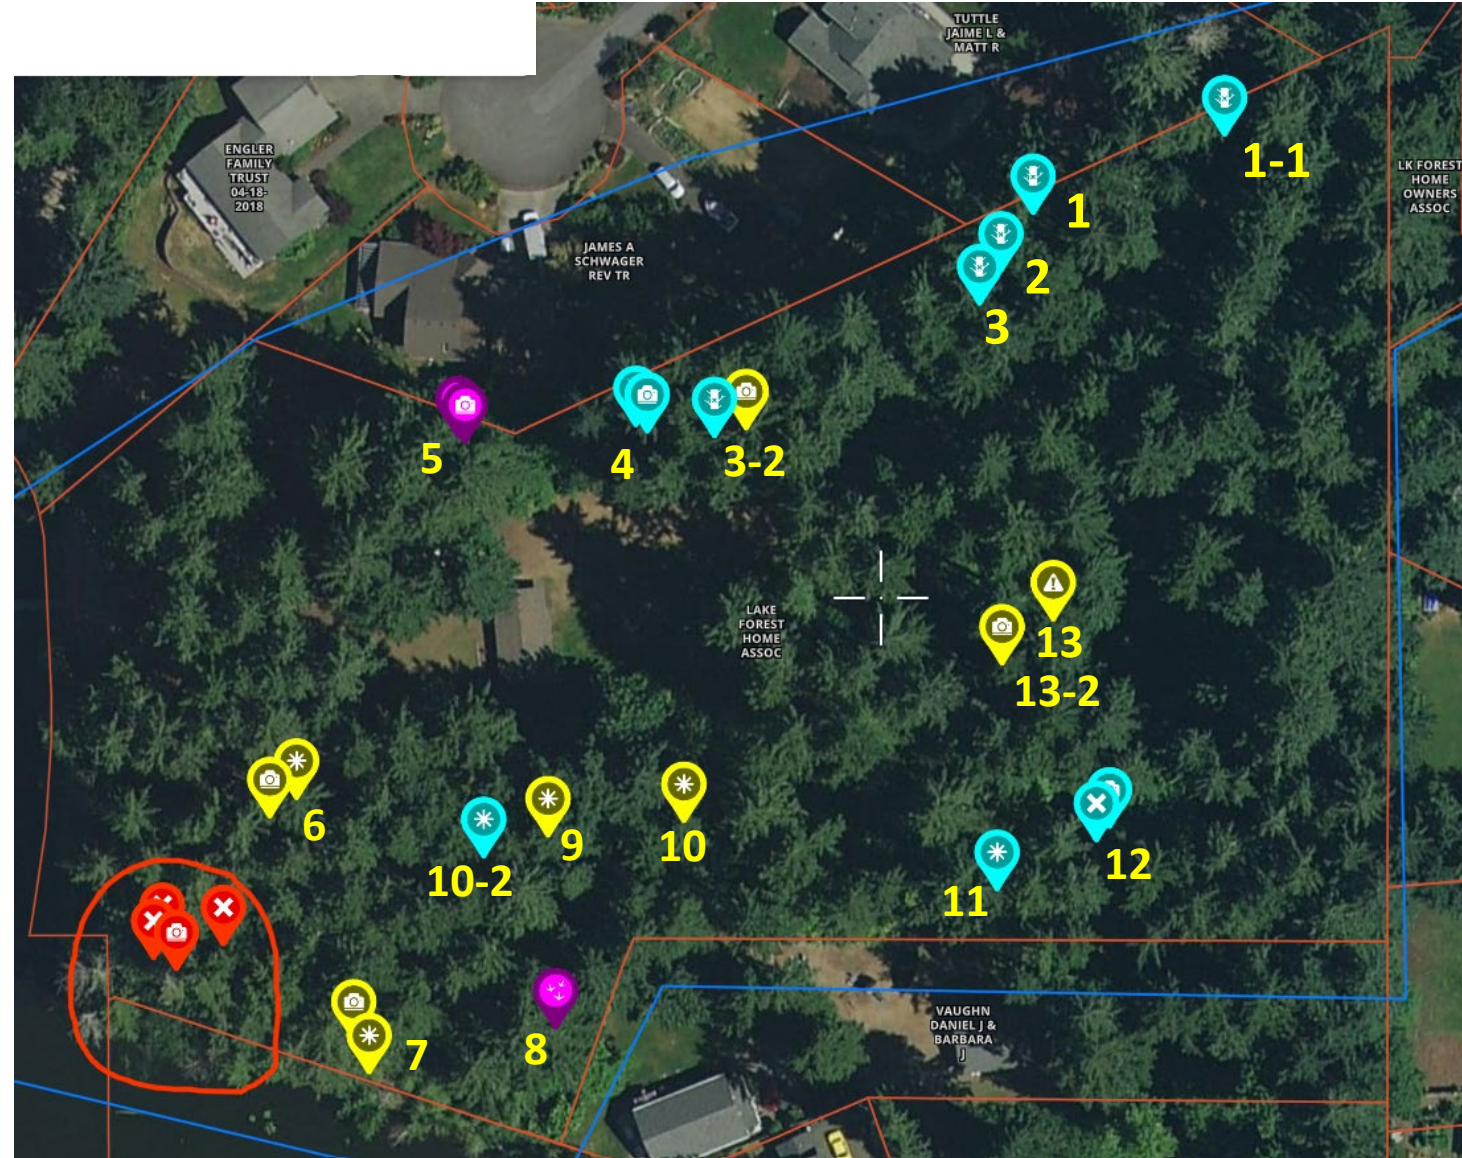 TUTTLE
JAIME L &
MATT R
1-1
ENGLER
FAMILY
TRUST
04-18-
2018
LK FOREST
HOME
OWNERS
ASSOC
1
JAMES A
SCHWAGER
REV TR
2
3
5
4
3-2
LAKE
FOREST
HOME
ASSOC
13
13-2
6
9
10
10-2
12
11
VAUGHN
DANIEL J &
BARBARA
J
7
8